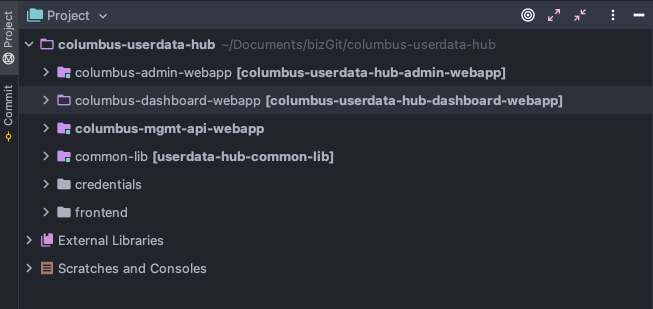 Project
columbus-userdata-hub ~/Documents/bizGit/columbus-userdata-hub
columbus-admin-webapp [columbus-userdata-hub-admin-webapp]
columbus-dashboard-webapp [columbus-userdata-hub-dashboard-webapp]
columbus-mgmt-api-webapp
common-lib [userdata-hub-common-lib]
credentials
frontend
External Libraries
Scratches and Consoles
Project
Commit